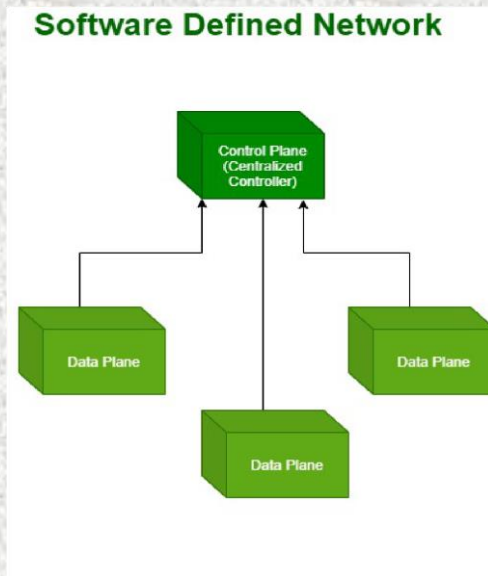 Software Defined Network
Control Plane
(Centralized
Controller)
Data Plane
Data Plane
Data Plane